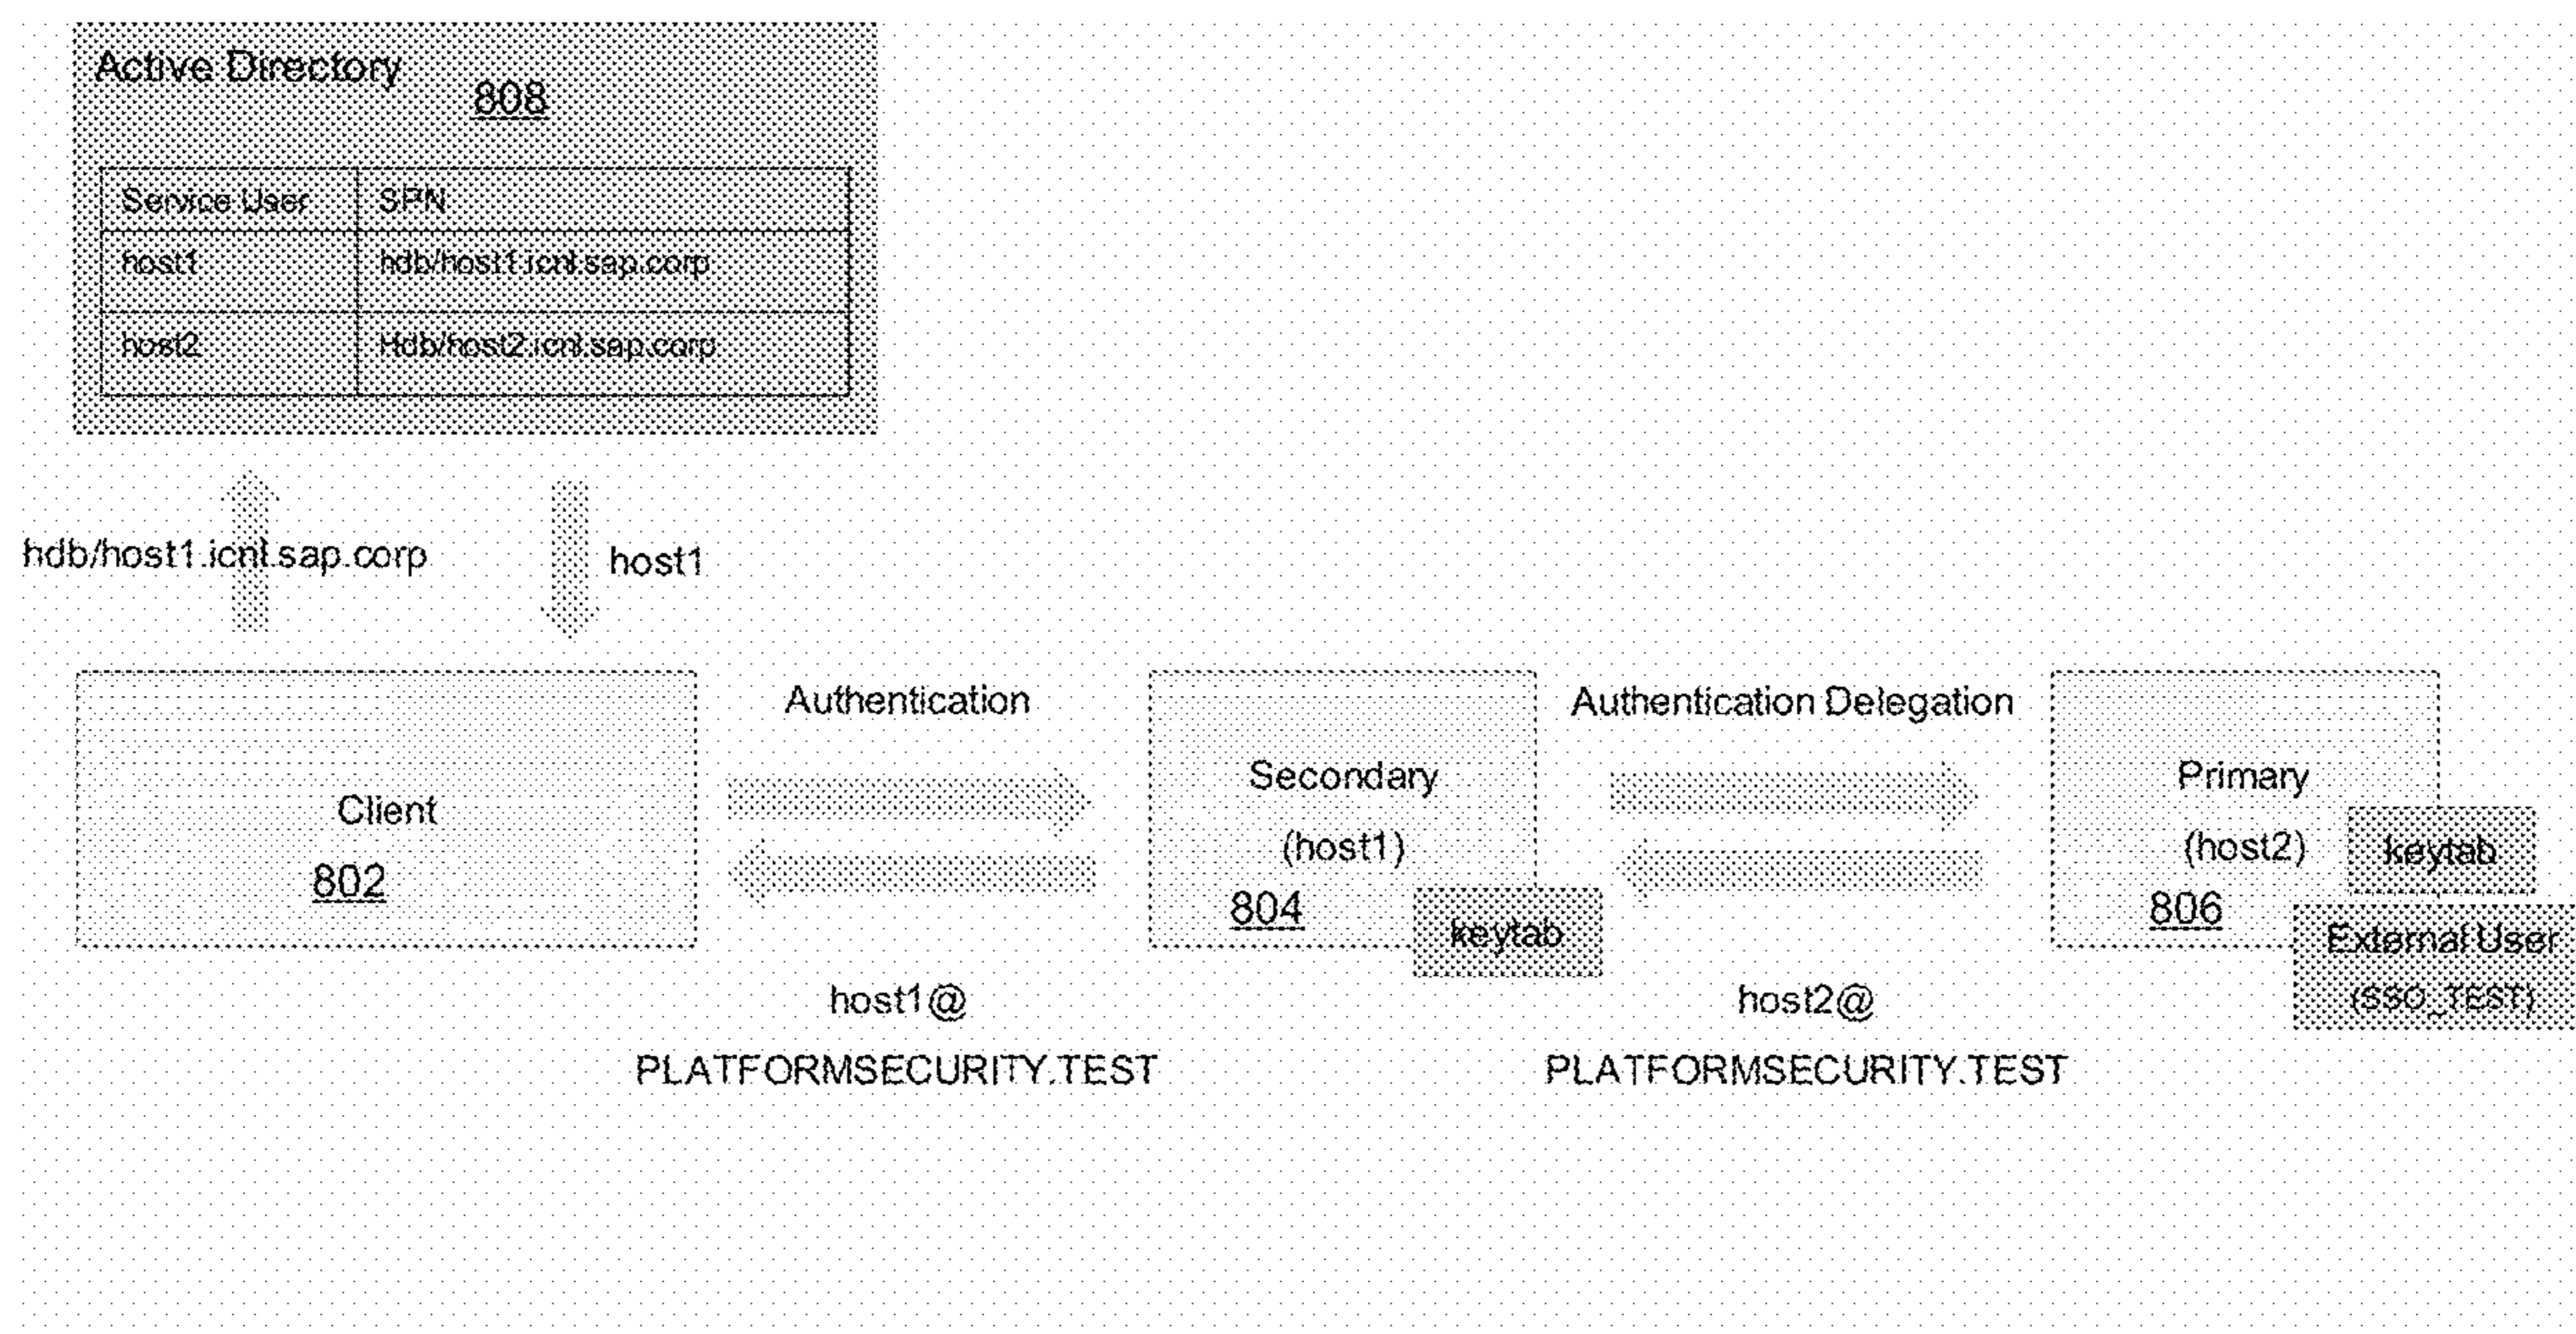 Active Directory
808
Service User SPN
host1 hdb/host1.icnl.sap.corp
host2 Hdb/host2.icnl.sap.corp
hdb/host1.icnl.sap.corp
host1
Authentication
Authentication Delegation
Client
802
Secondary
(host1)
804
keytab
Primary
(host2)
806
keytab
External User
(SSO_TEST)
host1@
PLATFORMSECURITY.TEST
host2@
PLATFORMSECURITY.TEST